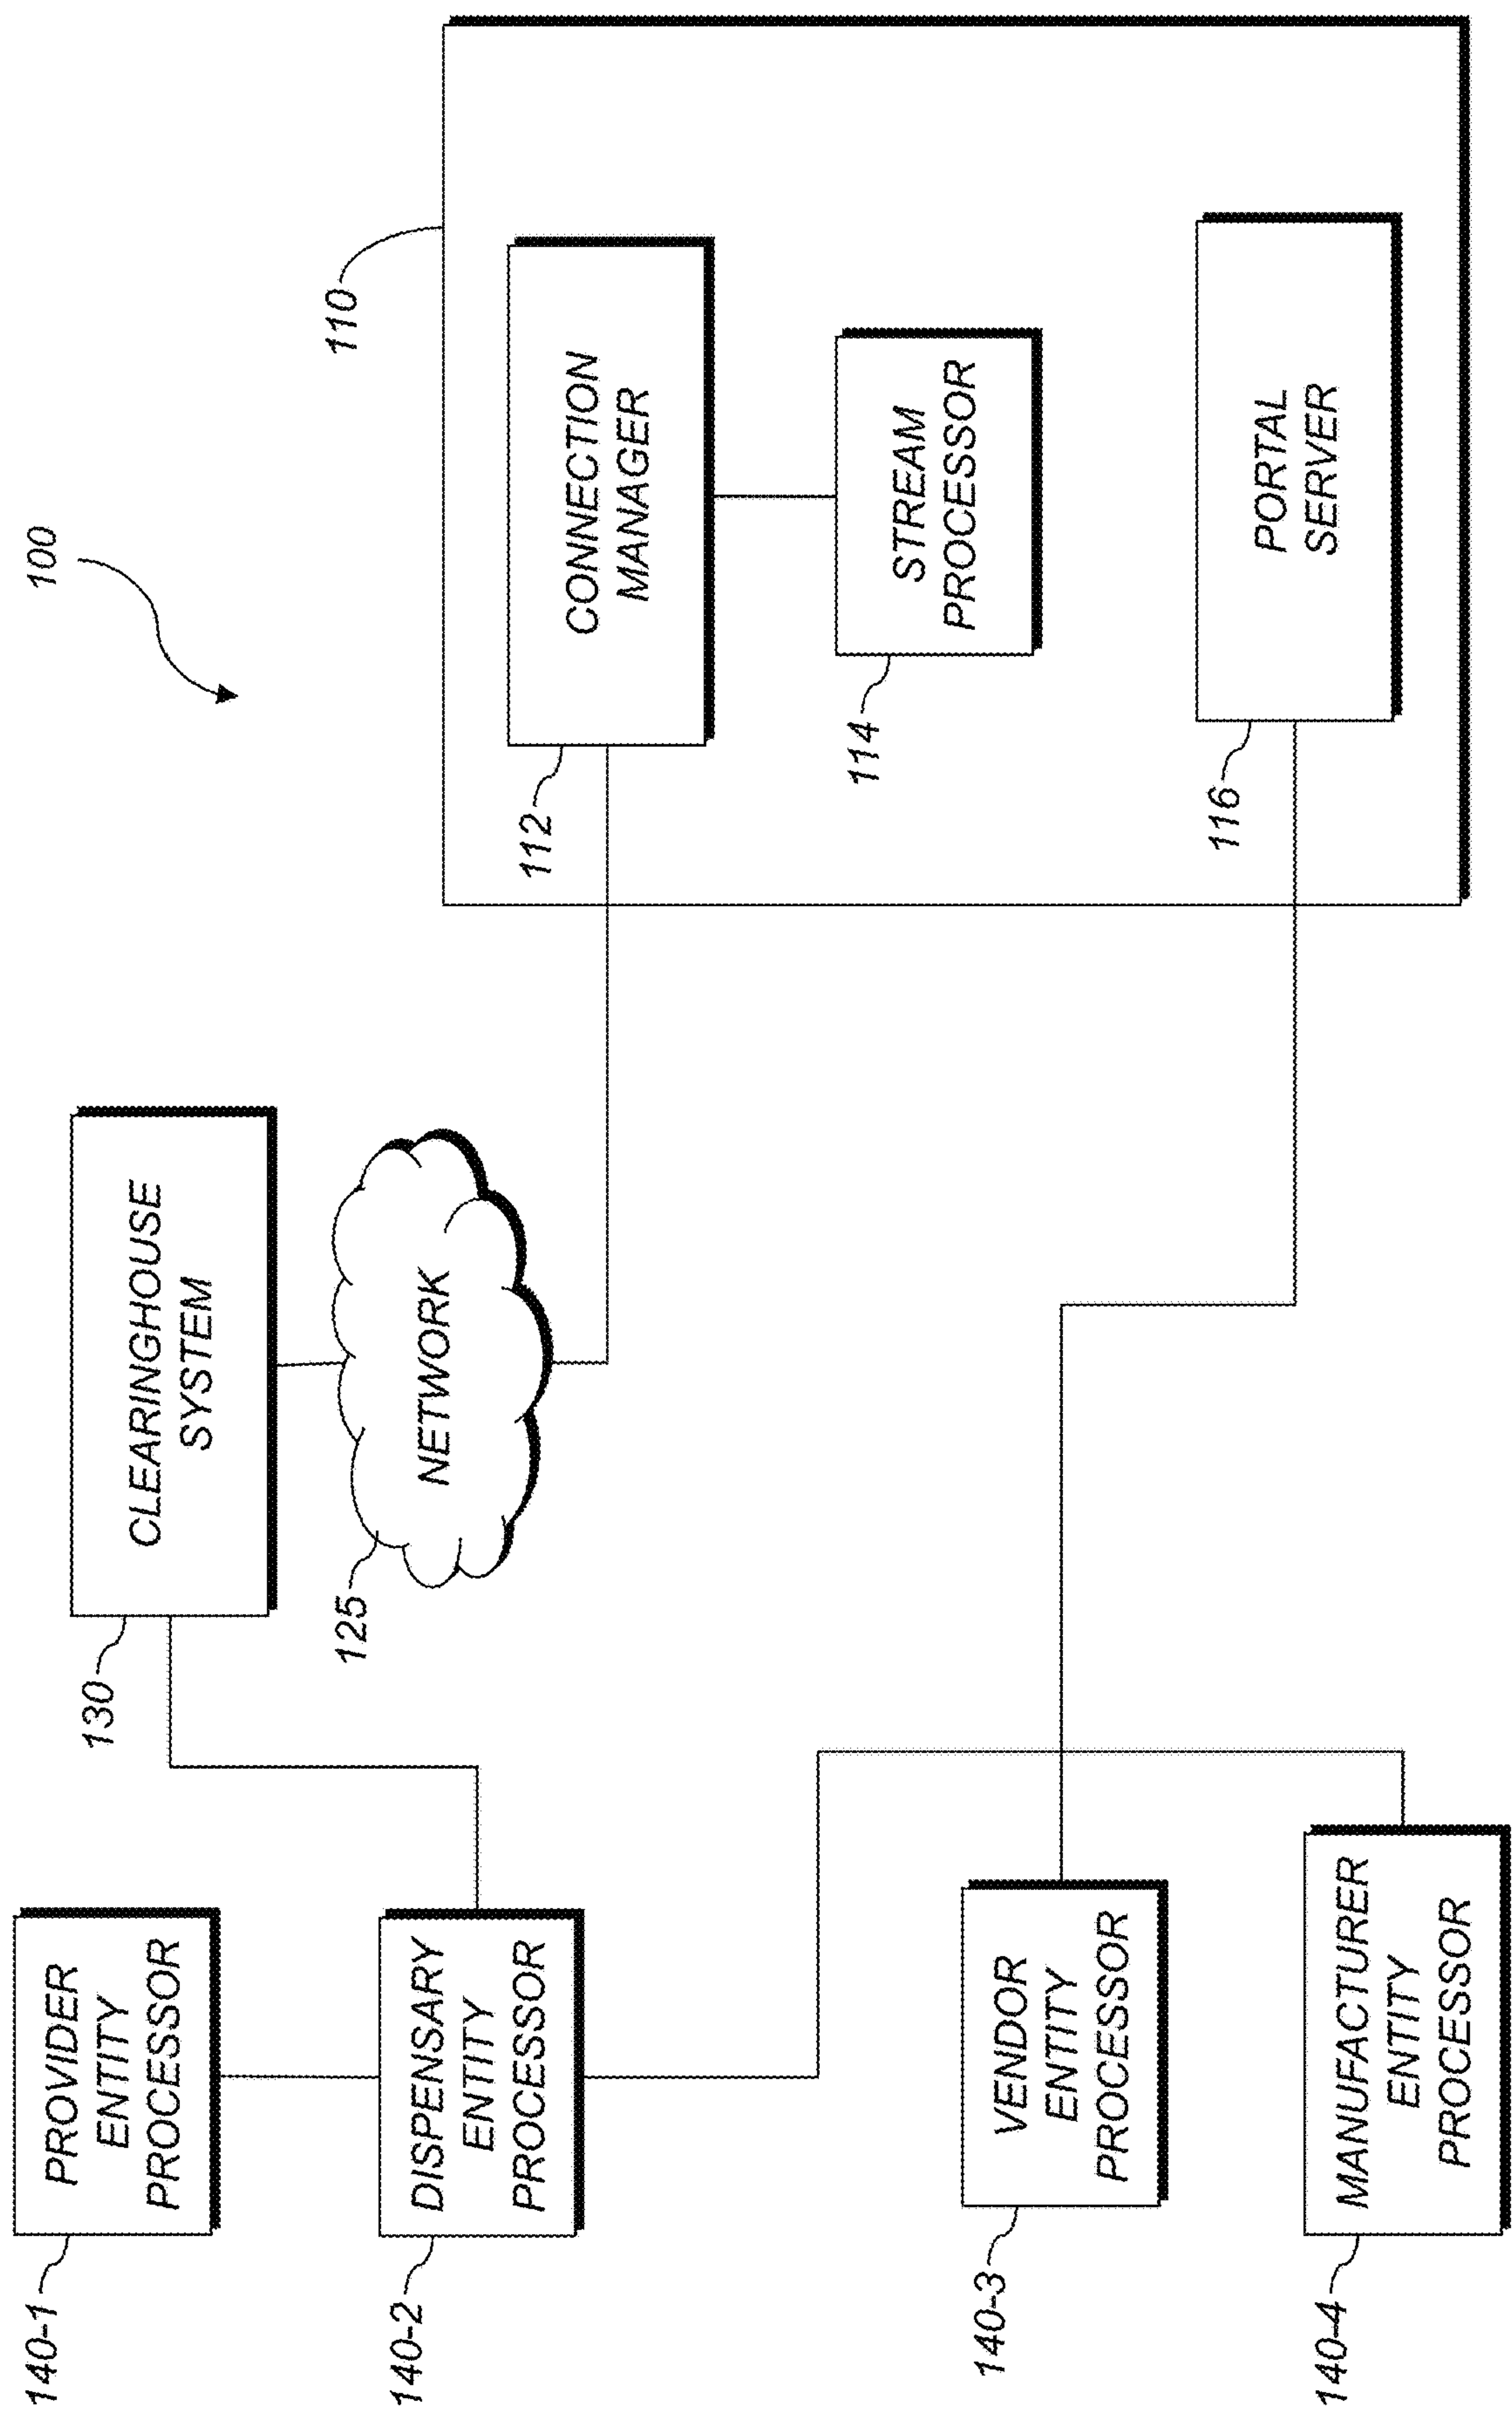 100
140-1
PROVIDER
ENTITY
PROCESSOR
130
CLEARINGHOUSE
SYSTEM
125
NETWORK
110
112
CONNECTION
MANAGER
140-2
DISPENSARY
ENTITY
PROCESSOR
114
STREAM
PROCESSOR
140-3
VENDOR
ENTITY
PROCESSOR
116
PORTAL
SERVER
140-4
MANUFACTURER
ENTITY
PROCESSOR